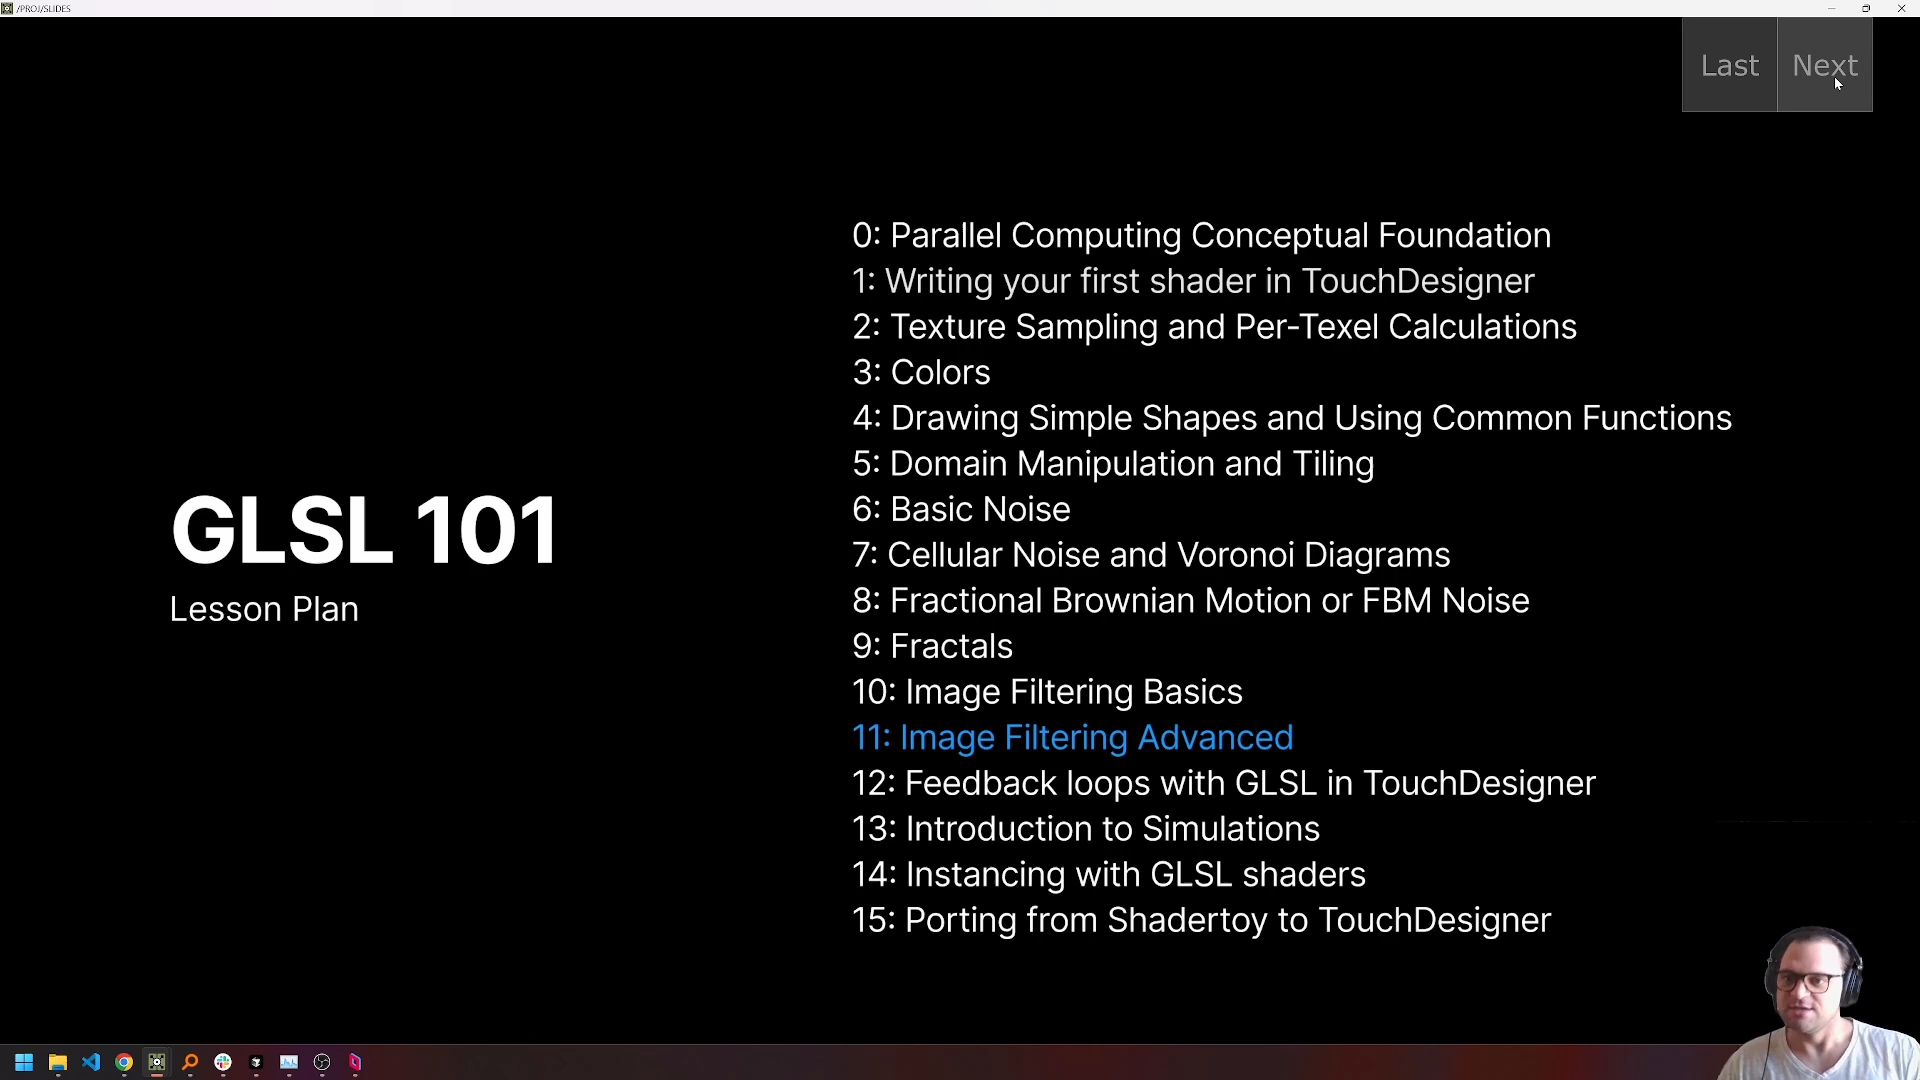 /PROJ/SLIDES
Last
Next
GLSL 101
Lesson Plan
0: Parallel Computing Conceptual Foundation
1: Writing your first shader in TouchDesigner
2: Texture Sampling and Per-Texel Calculations
3: Colors
4: Drawing Simple Shapes and Using Common Functions
5: Domain Manipulation and Tiling
6: Basic Noise
7: Cellular Noise and Voronoi Diagrams
8: Fractional Brownian Motion or FBM Noise
9: Fractals
10: Image Filtering Basics
11: Image Filtering Advanced
12: Feedback loops with GLSL in TouchDesigner
13: Introduction to Simulations
14: Instancing with GLSL shaders
15: Porting from Shadertoy to TouchDesigner